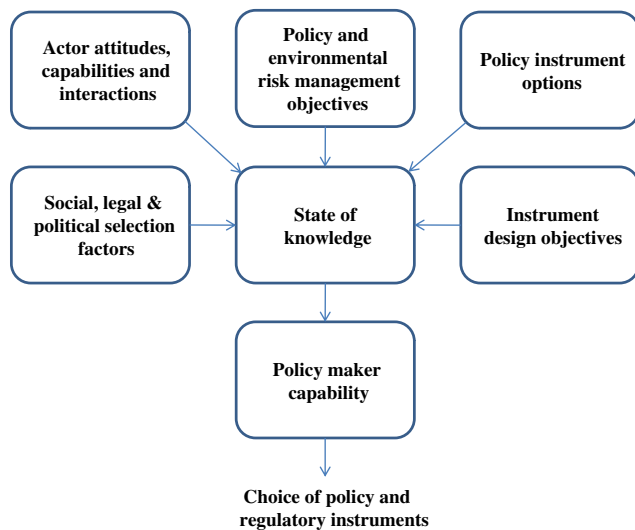 Actor attitudes,
capabilities and
interactions
Policy and
environmental
risk management
objectives
Policy instrument
options
Social, legal &
political selection
factors
State of
knowledge
Instrument
design objectives
Policy maker
capability
Choice of policy and
regulatory instruments